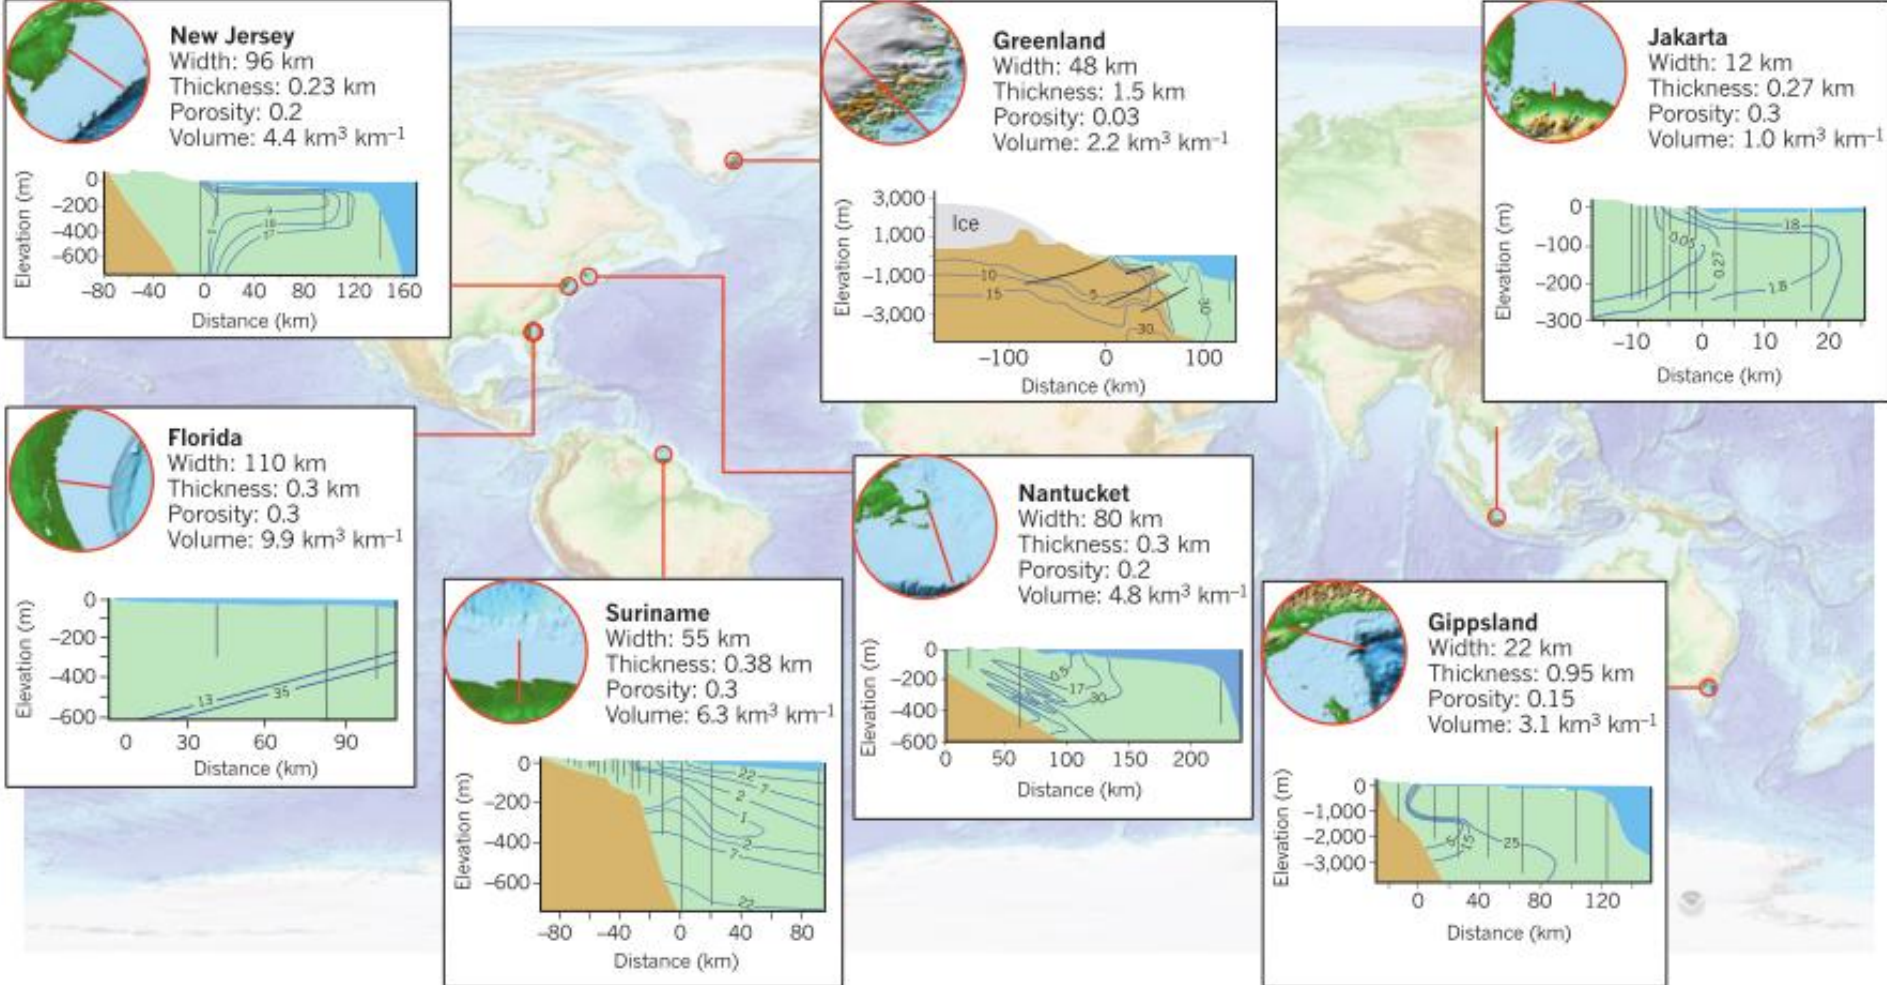 New Jersey
Width: 96 km
Thickness: 0.23 km
Porosity: 0.2
Volume: 4.4 km³ km⁻¹
Elevation (m)
0
−200
−400
−600
9
18
17
1
−80 −40 0 40 80 120 160
Distance (km)
Greenland
Width: 48 km
Thickness: 1.5 km
Porosity: 0.03
Volume: 2.2 km³ km⁻¹
Elevation (m)
3,000
1,000
−1,000
−3,000
Ice
10
15
5
30
30
−100 0 100
Distance (km)
Jakarta
Width: 12 km
Thickness: 0.27 km
Porosity: 0.3
Volume: 1.0 km³ km⁻¹
Elevation (m)
0
−100
−200
−300
0.05
0.27
18
1.8
−10 0 10 20
Distance (km)
Florida
Width: 110 km
Thickness: 0.3 km
Porosity: 0.3
Volume: 9.9 km³ km⁻¹
Elevation (m)
0
−200
−400
−600
13
35
0 30 60 90
Distance (km)
Suriname
Width: 55 km
Thickness: 0.38 km
Porosity: 0.3
Volume: 6.3 km³ km⁻¹
Elevation (m)
0
−200
−400
−600
22
7
2
1
2
7
22
−80 −40 0 40 80
Distance (km)
Nantucket
Width: 80 km
Thickness: 0.3 km
Porosity: 0.2
Volume: 4.8 km³ km⁻¹
Elevation (m)
0
−200
−400
−600
0.5
17
30
0 50 100 150 200
Distance (km)
Gippsland
Width: 22 km
Thickness: 0.95 km
Porosity: 0.15
Volume: 3.1 km³ km⁻¹
Elevation (m)
0
−1,000
−2,000
−3,000
5
15
25
0 40 80 120
Distance (km)